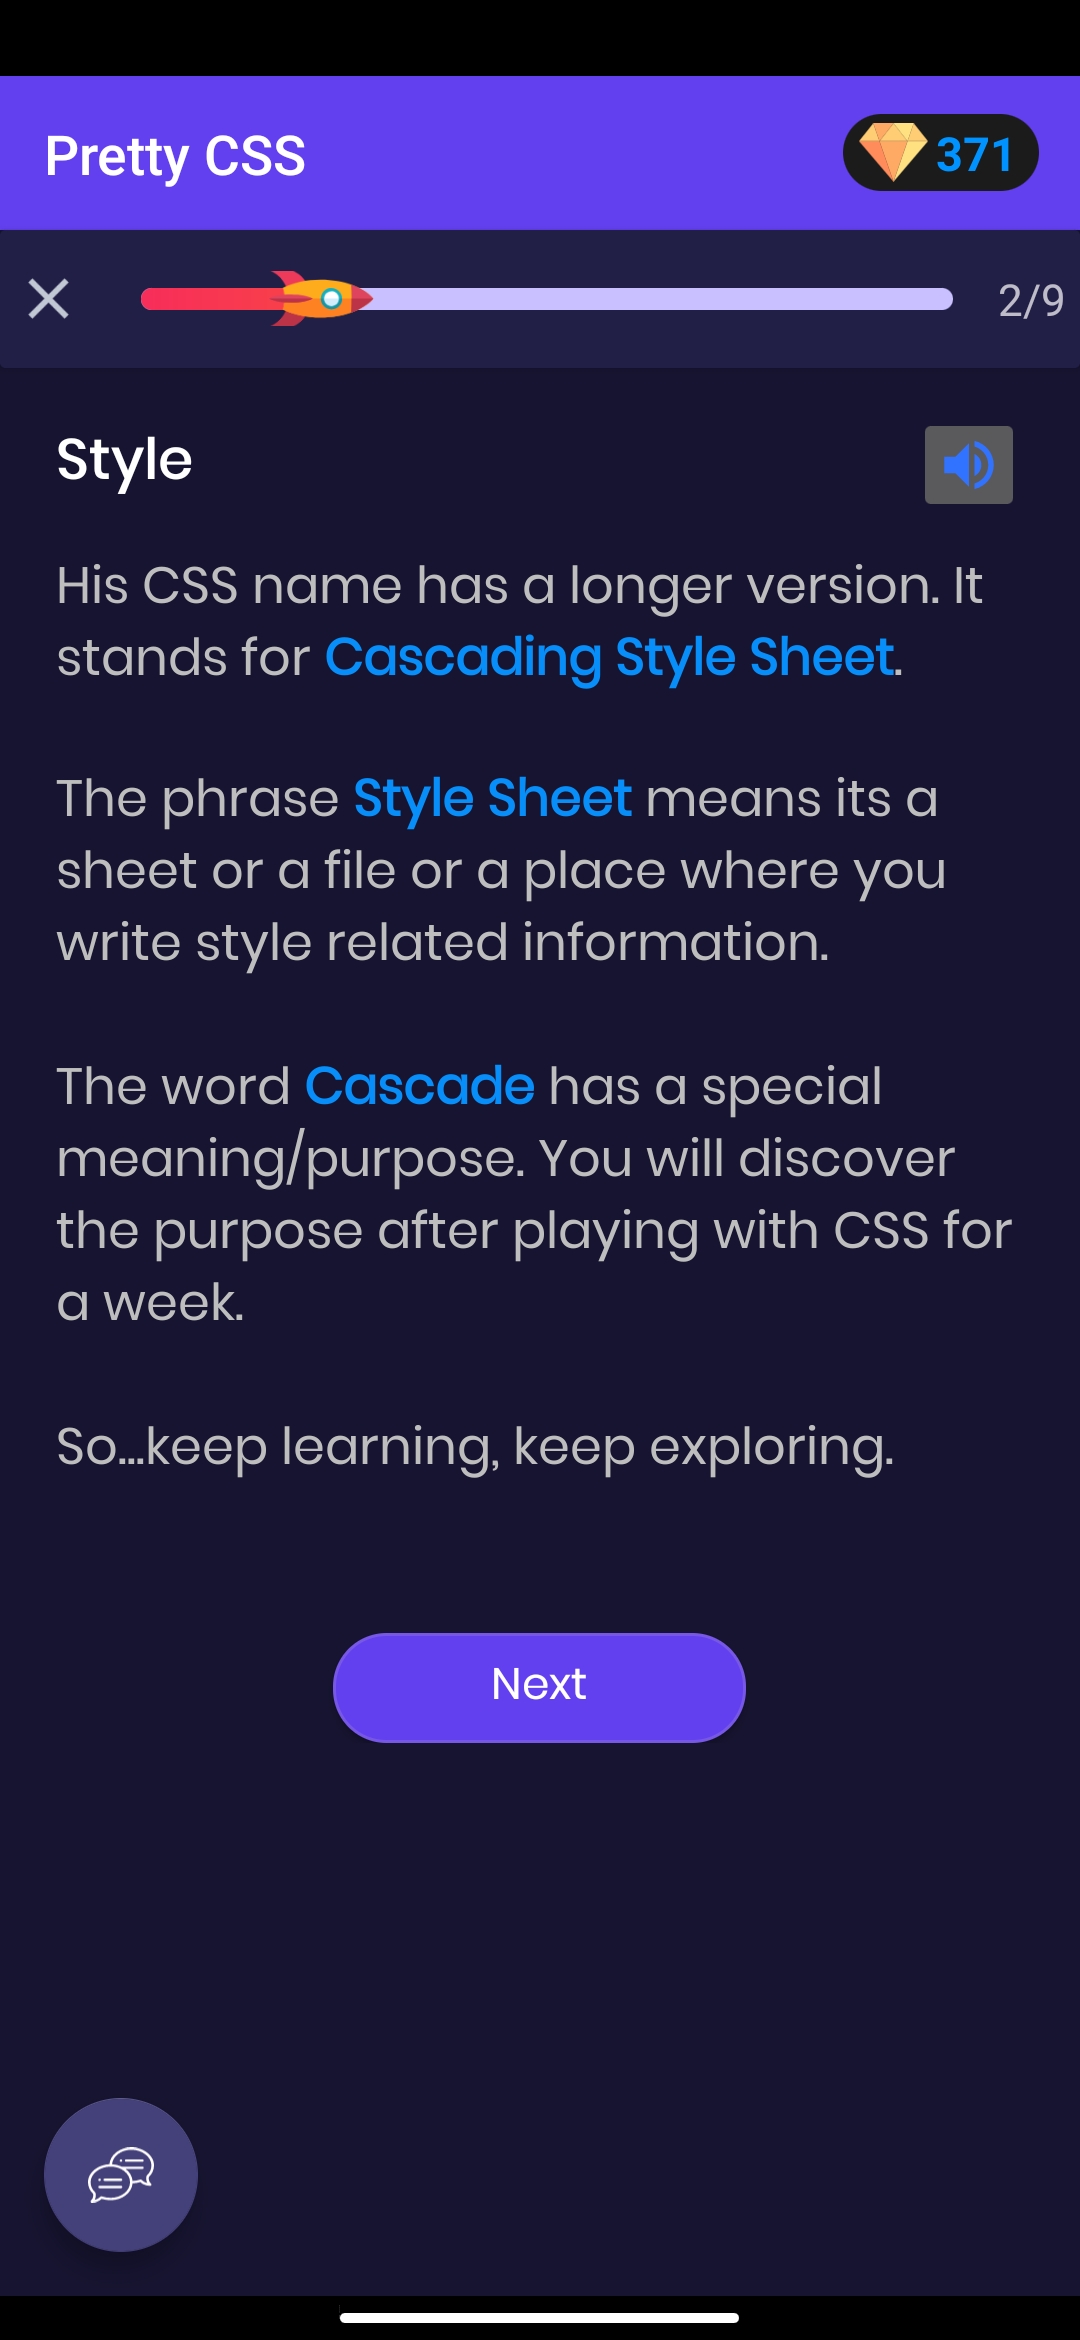 Pretty CSS
371
2/9
Style
His CSS name has a longer version. It
stands for Cascading Style Sheet.
The phrase Style Sheet means its a
sheet or a file or a place where you
write style related information.
The word Cascade has a special
meaning/purpose. You will discover
the purpose after playing with CSS for
a week.
So...keep learning, keep exploring.
Next